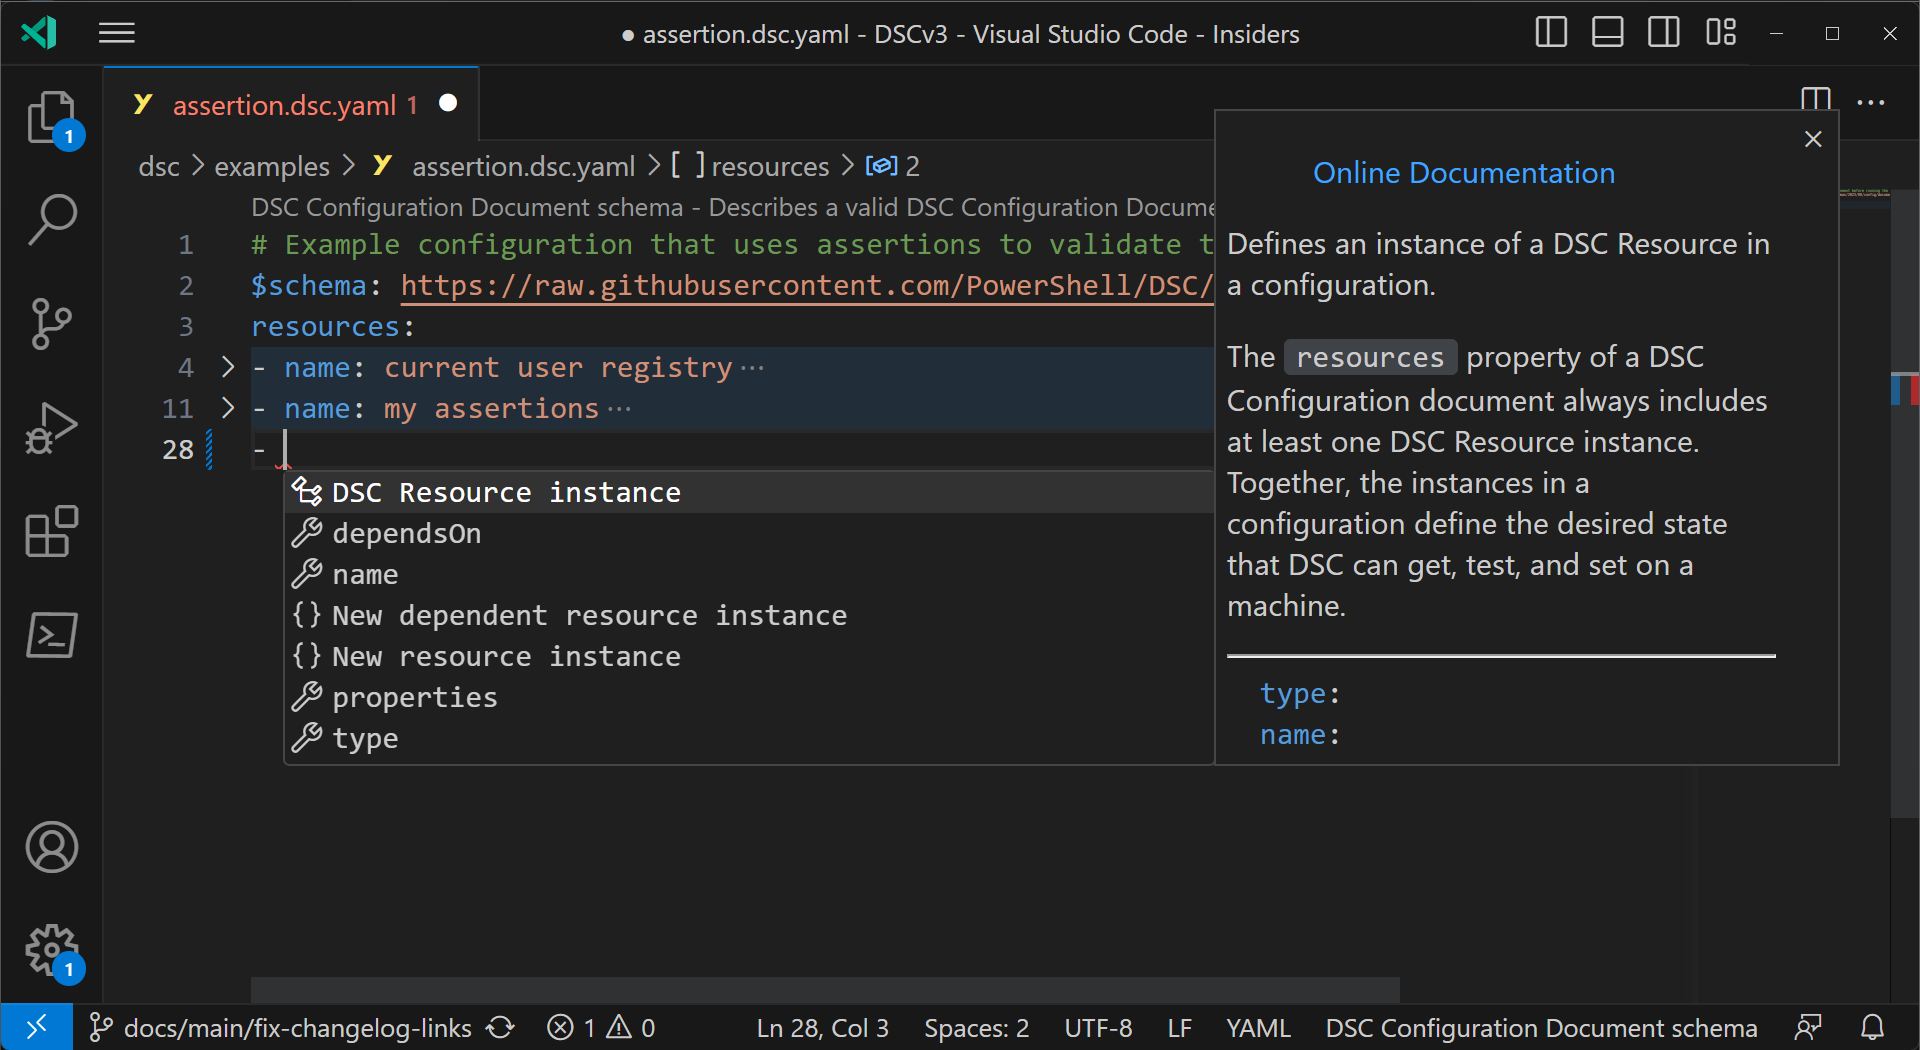 ● assertion.dsc.yaml - DSCv3 - Visual Studio Code - Insiders
assertion.dsc.yaml 1
1
dsc > examples > assertion.dsc.yaml > [ ] resources > 2
DSC Configuration Document schema - Describes a valid DSC Configuration Docume
1 # Example configuration that uses assertions to validate t
2 $schema: https://raw.githubusercontent.com/PowerShell/DSC/
3 resources:
4 > - name: current user registry ···
11 > - name: my assertions ···
28 -
DSC Resource instance
dependsOn
name
{} New dependent resource instance
{} New resource instance
properties
type
Online Documentation
Defines an instance of a DSC Resource in
a configuration.
The resources property of a DSC
Configuration document always includes
at least one DSC Resource instance.
Together, the instances in a
configuration define the desired state
that DSC can get, test, and set on a
machine.
type:
name:
1
docs/main/fix-changelog-links 1 0 Ln 28, Col 3 Spaces: 2 UTF-8 LF YAML DSC Configuration Document schema